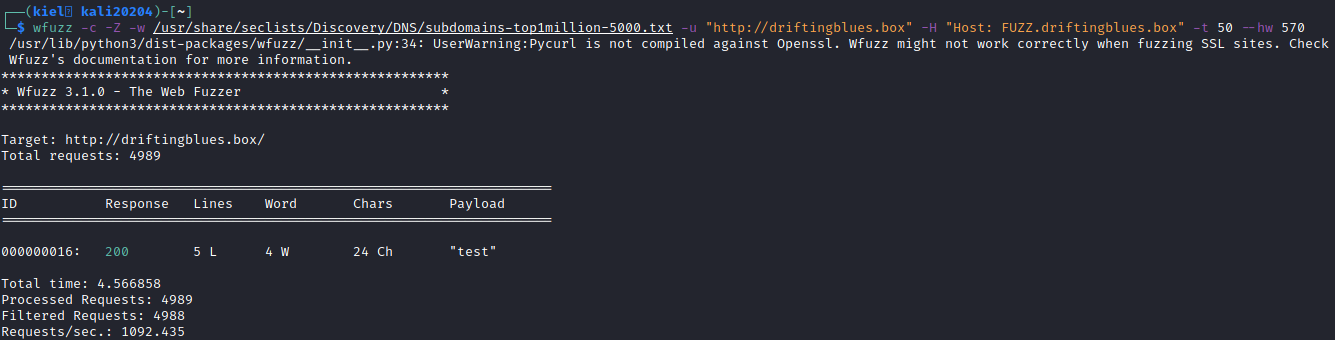 ┌──(kiel㉿ kali20204)-[~]
└─$ wfuzz -c -Z -w /usr/share/seclists/Discovery/DNS/subdomains-top1million-5000.txt -u "http://driftingblues.box" -H "Host: FUZZ.driftingblues.box" -t 50 --hw 570
/usr/lib/python3/dist-packages/wfuzz/__init__.py:34: UserWarning:Pycurl is not compiled against Openssl. Wfuzz might not work correctly when fuzzing SSL sites. Check
Wfuzz's documentation for more information.
********************************************************
* Wfuzz 3.1.0 - The Web Fuzzer                         *
********************************************************
Target: http://driftingblues.box/
Total requests: 4989
=====================================================================
ID           Response   Lines    Word       Chars       Payload
=====================================================================
000000016:   200        5 L      4 W        24 Ch       "test"
Total time: 4.566858
Processed Requests: 4989
Filtered Requests: 4988
Requests/sec.: 1092.435